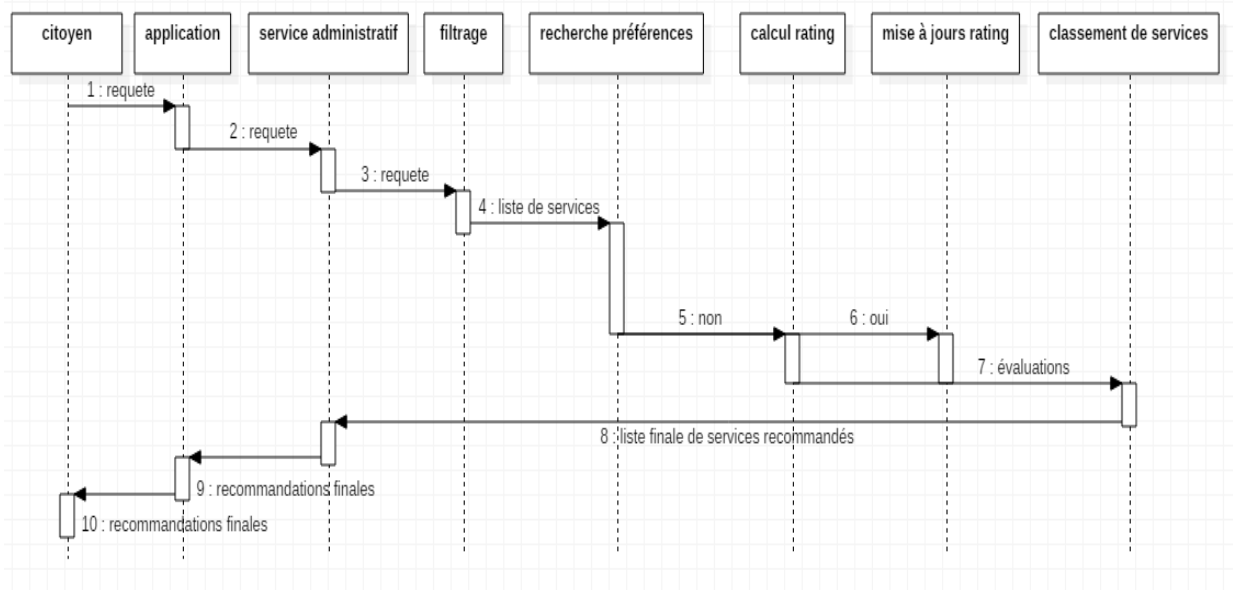 citoyen
application
service administratif
filtrage
recherche préférences
calcul rating
mise à jours rating
classement de services
1 : requete
2 : requete
3 : requete
4 : liste de services
5 : non
6 : oui
7 : évaluations
8 : liste finale de services recommandés
9 : recommandations finales
10 : recommandations finales